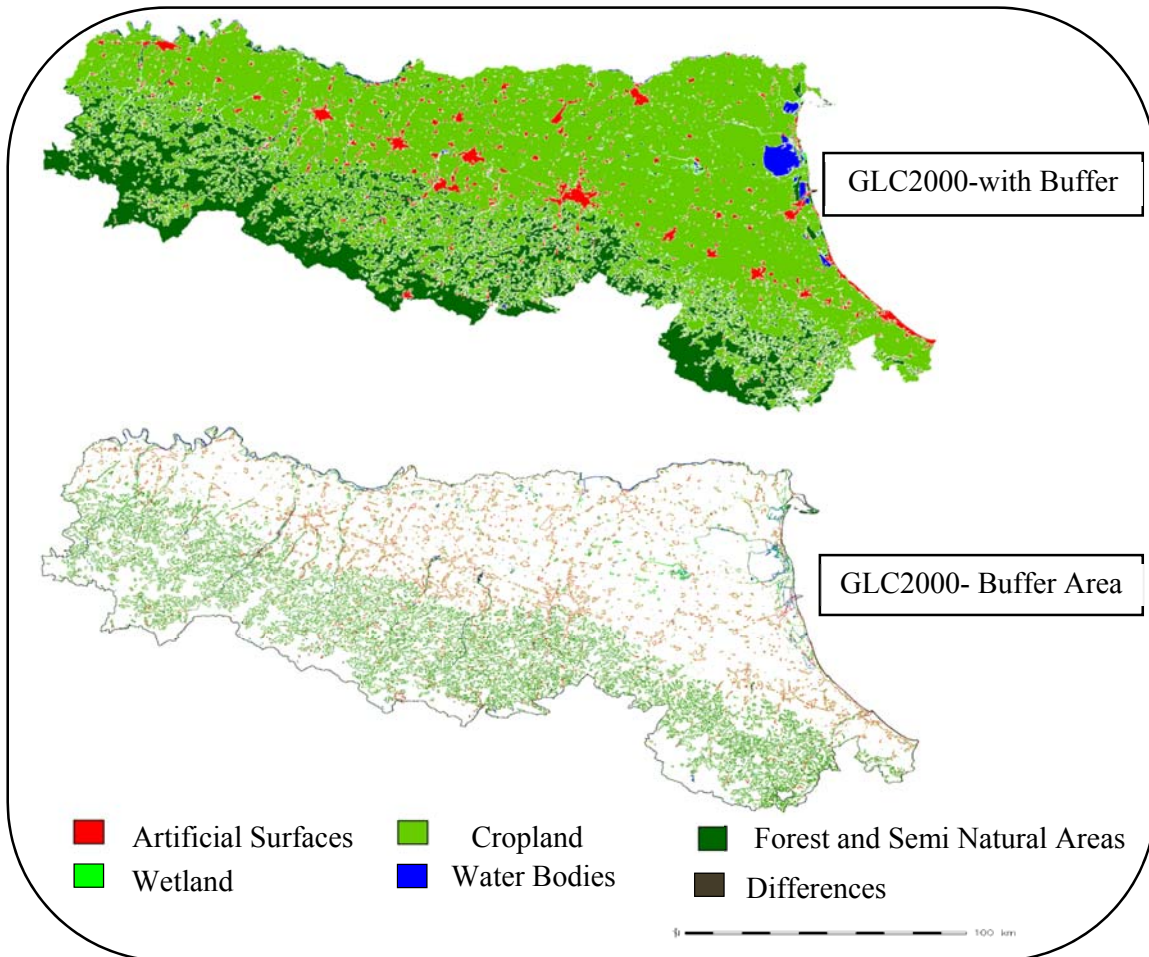 GLC2000-with Buffer
GLC2000- Buffer Area
Artificial Surfaces
Cropland
Forest and Semi Natural Areas
Wetland
Water Bodies
Differences
100 km